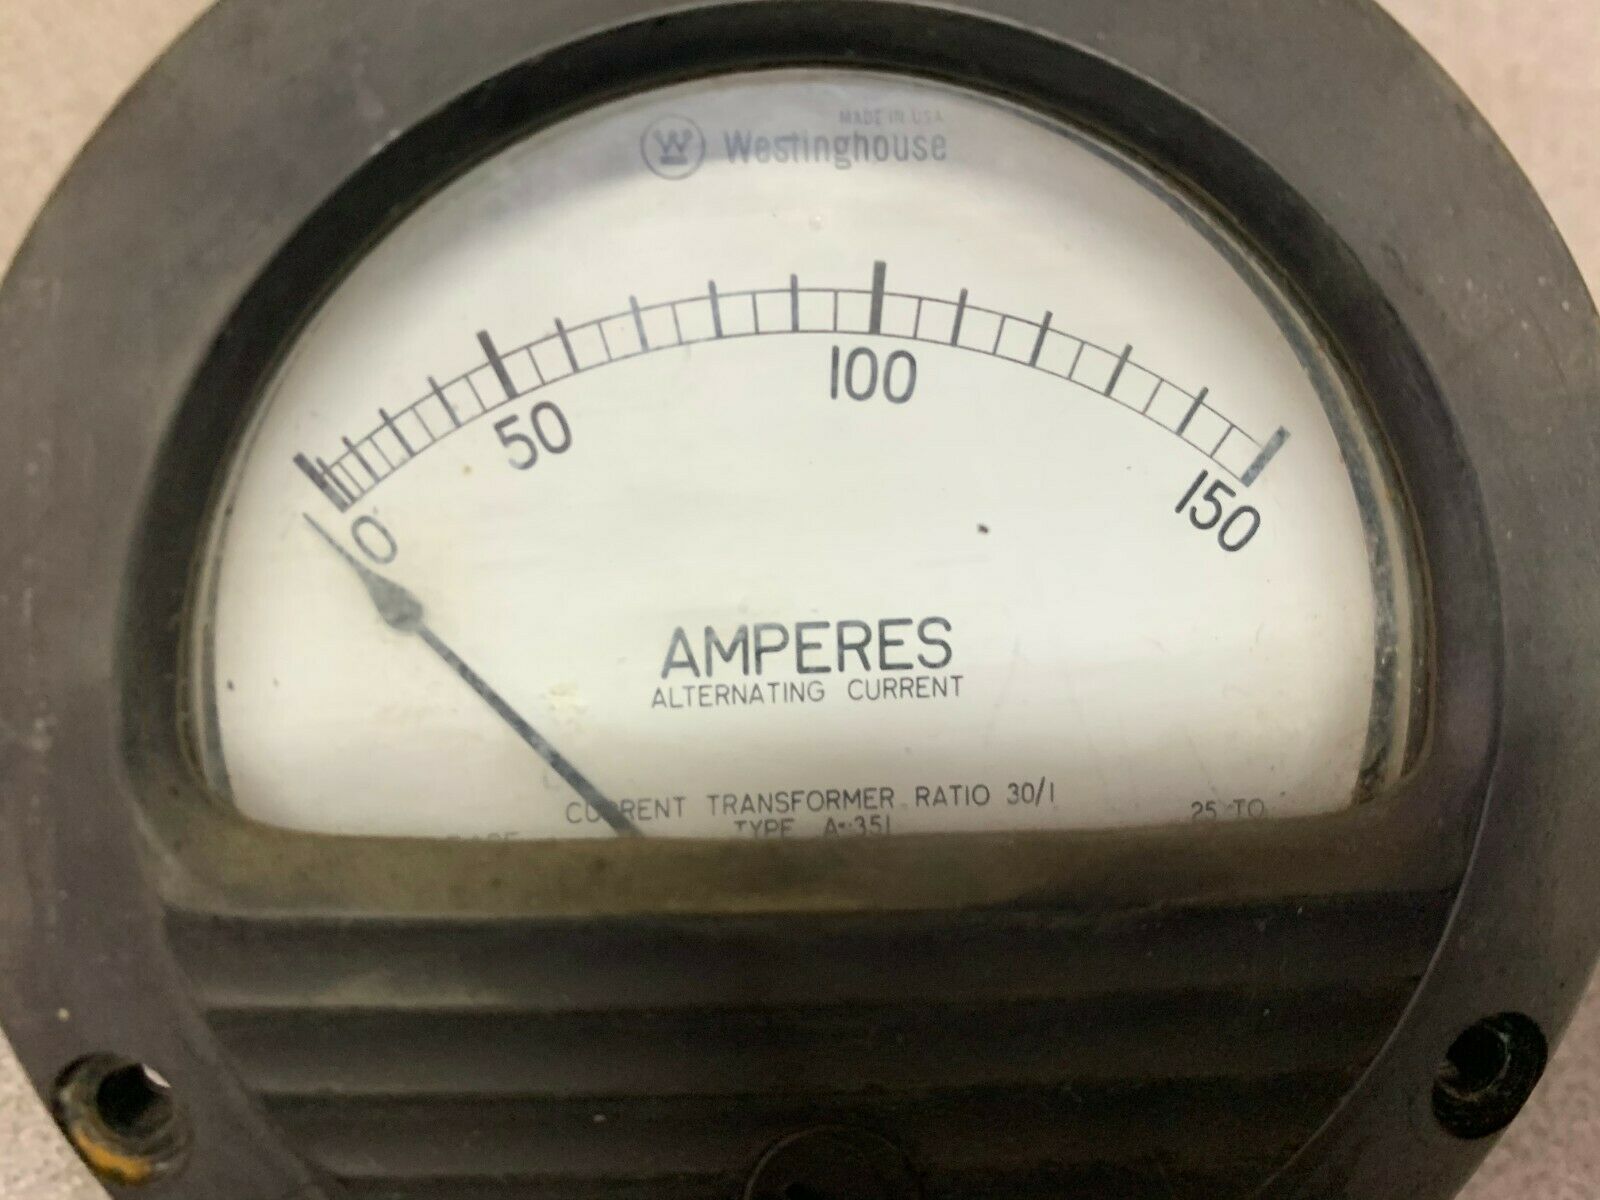 MADE IN U.S.A.
W Westinghouse
0 50 100 150
AMPERES
ALTERNATING CURRENT
CURRENT TRANSFORMER RATIO 30/1
TYPE A-351
25 TO